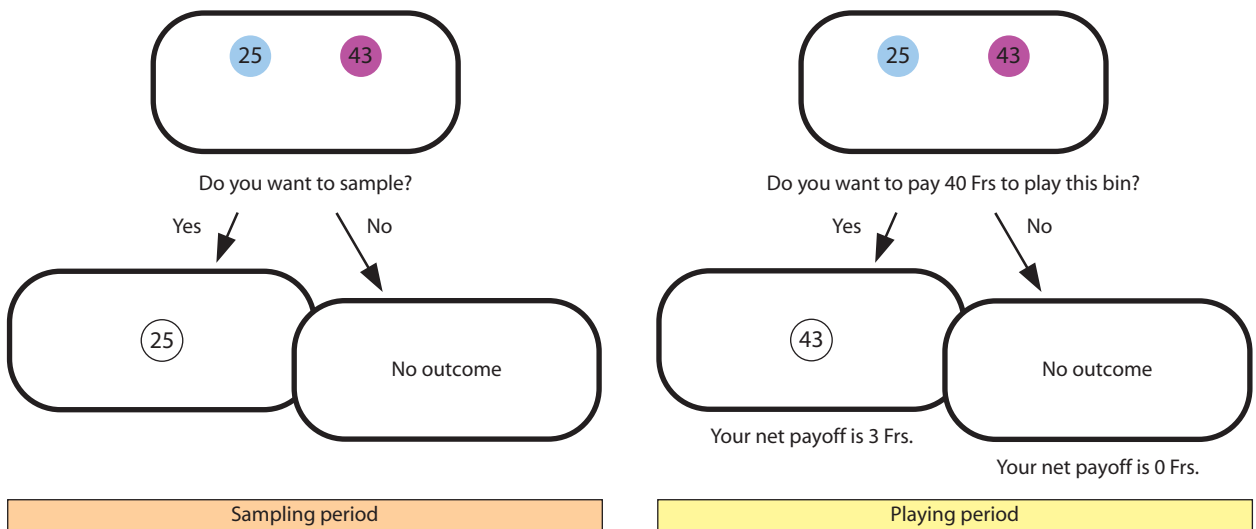 25 43
Do you want to sample?
Yes No
25
No outcome
Sampling period
25 43
Do you want to pay 40 Frs to play this bin?
Yes No
43
No outcome
Your net payoff is 3 Frs.
Your net payoff is 0 Frs.
Playing period